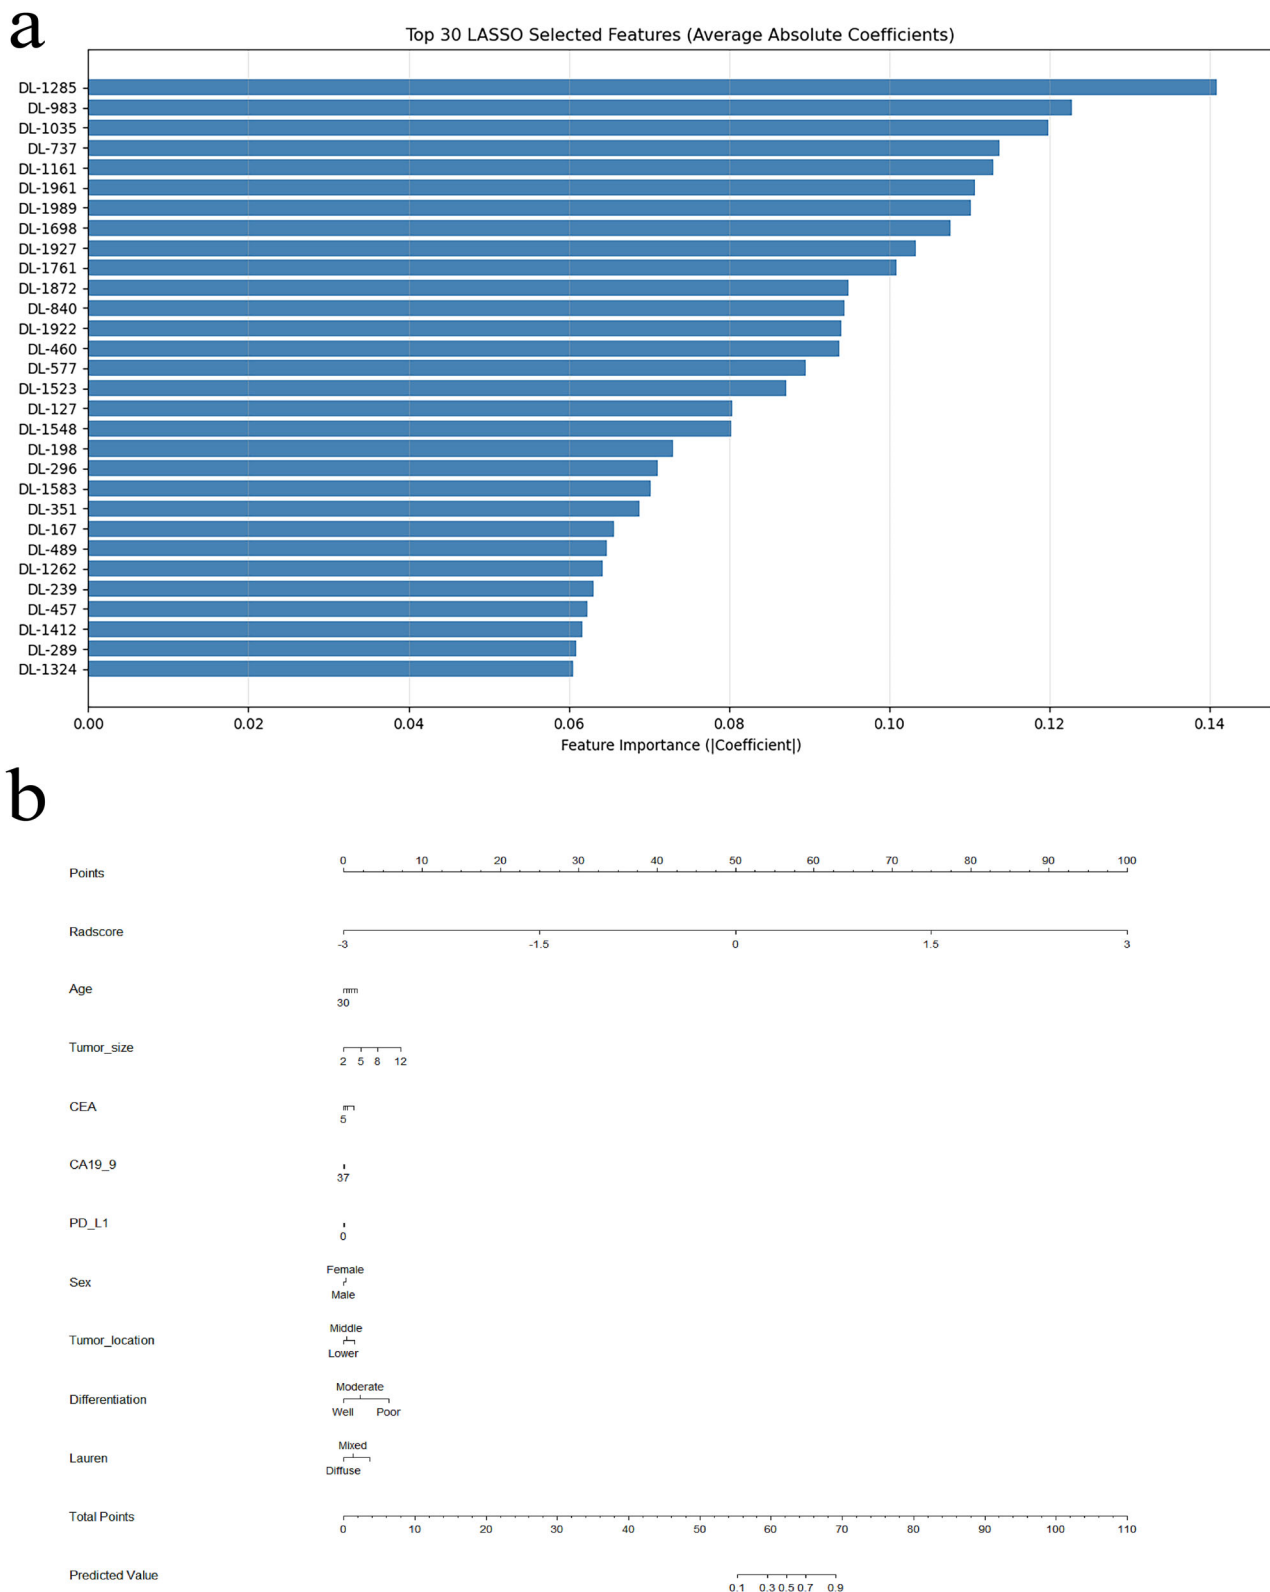 a
Top 30 LASSO Selected Features (Average Absolute Coefficients)
DL-1285
DL-983
DL-1035
DL-737
DL-1161
DL-1961
DL-1989
DL-1698
DL-1927
DL-1761
DL-1872
DL-840
DL-1922
DL-460
DL-577
DL-1523
DL-127
DL-1548
DL-198
DL-296
DL-1583
DL-351
DL-167
DL-489
DL-1262
DL-239
DL-457
DL-1412
DL-289
DL-1324
0.00 0.02 0.04 0.06 0.08 0.10 0.12 0.14
Feature Importance (|Coefficient|)
b
Points 0 10 20 30 40 50 60 70 80 90 100
Radscore -3 -1.5 0 1.5 3
Age 30
Tumor_size 2 5 8 12
CEA 5
CA19_9 37
PD_L1 0
Female
Sex
Male
Middle
Tumor_location
Lower
Moderate
Differentiation
Well Poor
Mixed
Lauren
Diffuse
Total Points 0 10 20 30 40 50 60 70 80 90 100 110
Predicted Value 0.1 0.3 0.5 0.7 0.9